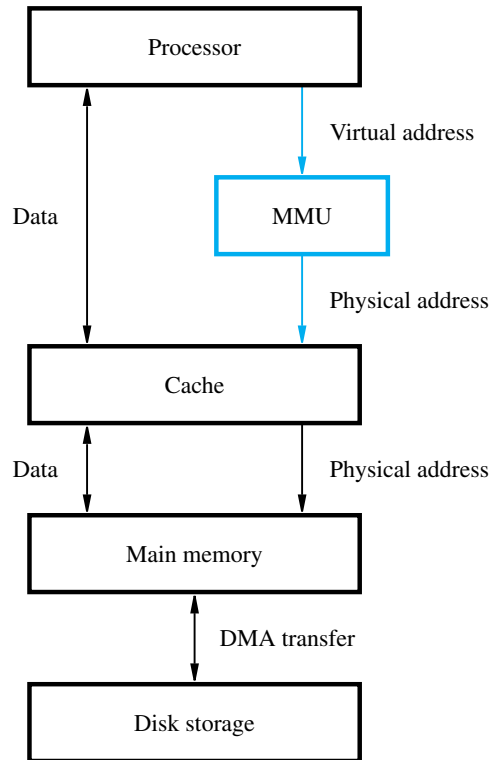 Processor
Virtual address
MMU
Data
Physical address
Cache
Data
Physical address
Main memory
DMA transfer
Disk storage